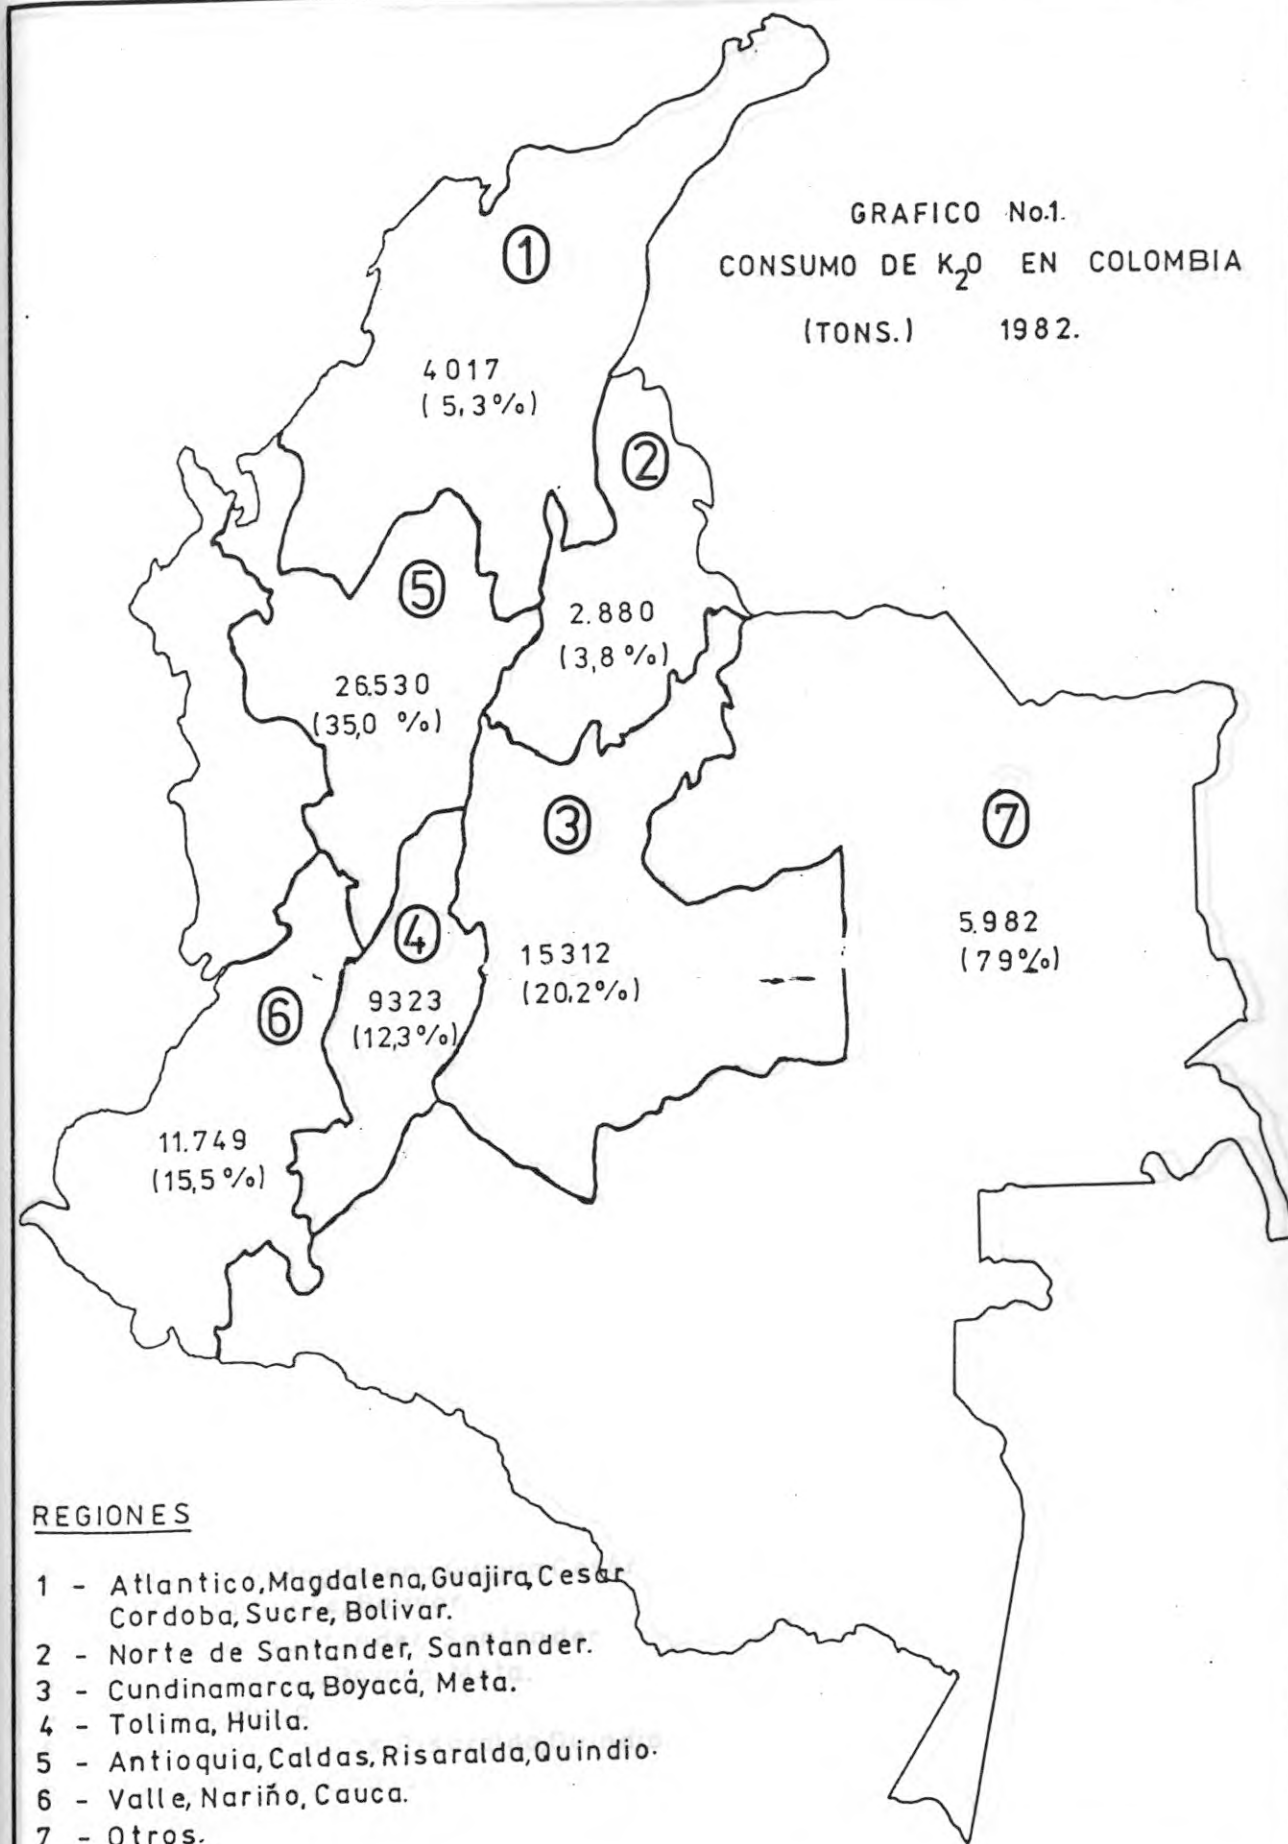 GRAFICO No.1.
CONSUMO DE K₂O EN COLOMBIA
(TONS.) 1982.
1
4017
(5,3%)
2
2.880
(3,8%)
5
26.530
(35,0 %)
3
15312
(20,2%)
7
5.982
(79%)
4
9323
(12,3%)
6
11.749
(15,5%)
REGIONES
1 - Atlantico, Magdalena, Guajira, Cesar
Cordoba, Sucre, Bolivar.
2 - Norte de Santander, Santander.
3 - Cundinamarca, Boyacá, Meta.
4 - Tolima, Huila.
5 - Antioquia, Caldas, Risaralda, Quindio.
6 - Valle, Nariño, Cauca.
7 - Otros.